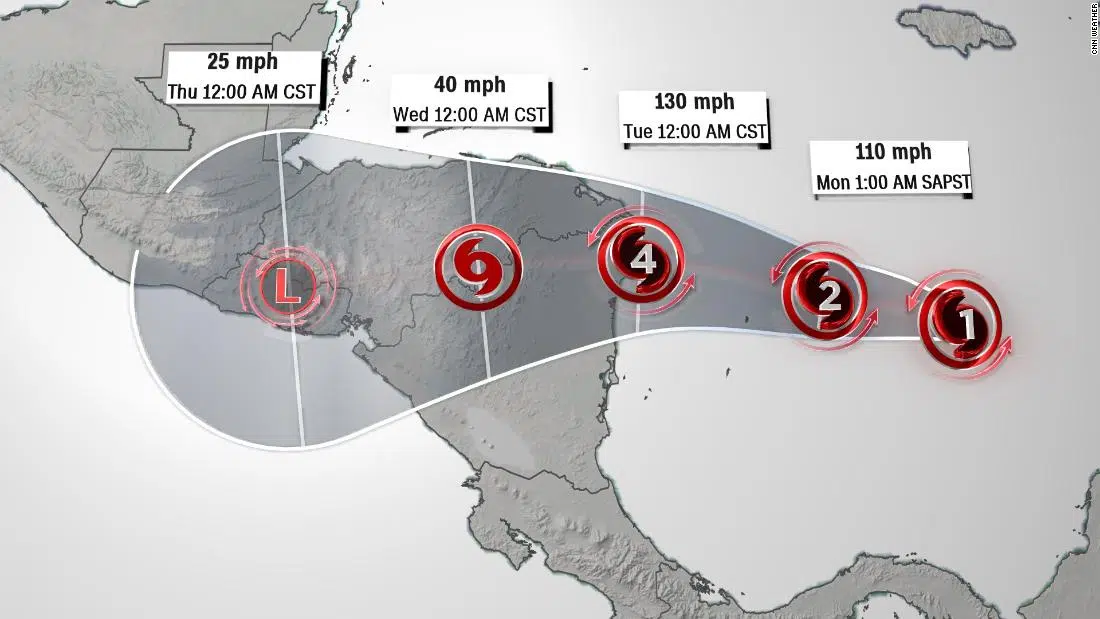 25 mph
Thu 12:00 AM CST
40 mph
Wed 12:00 AM CST
130 mph
Tue 12:00 AM CST
110 mph
Mon 1:00 AM SAPST
L
4
2
1
CNN WEATHER